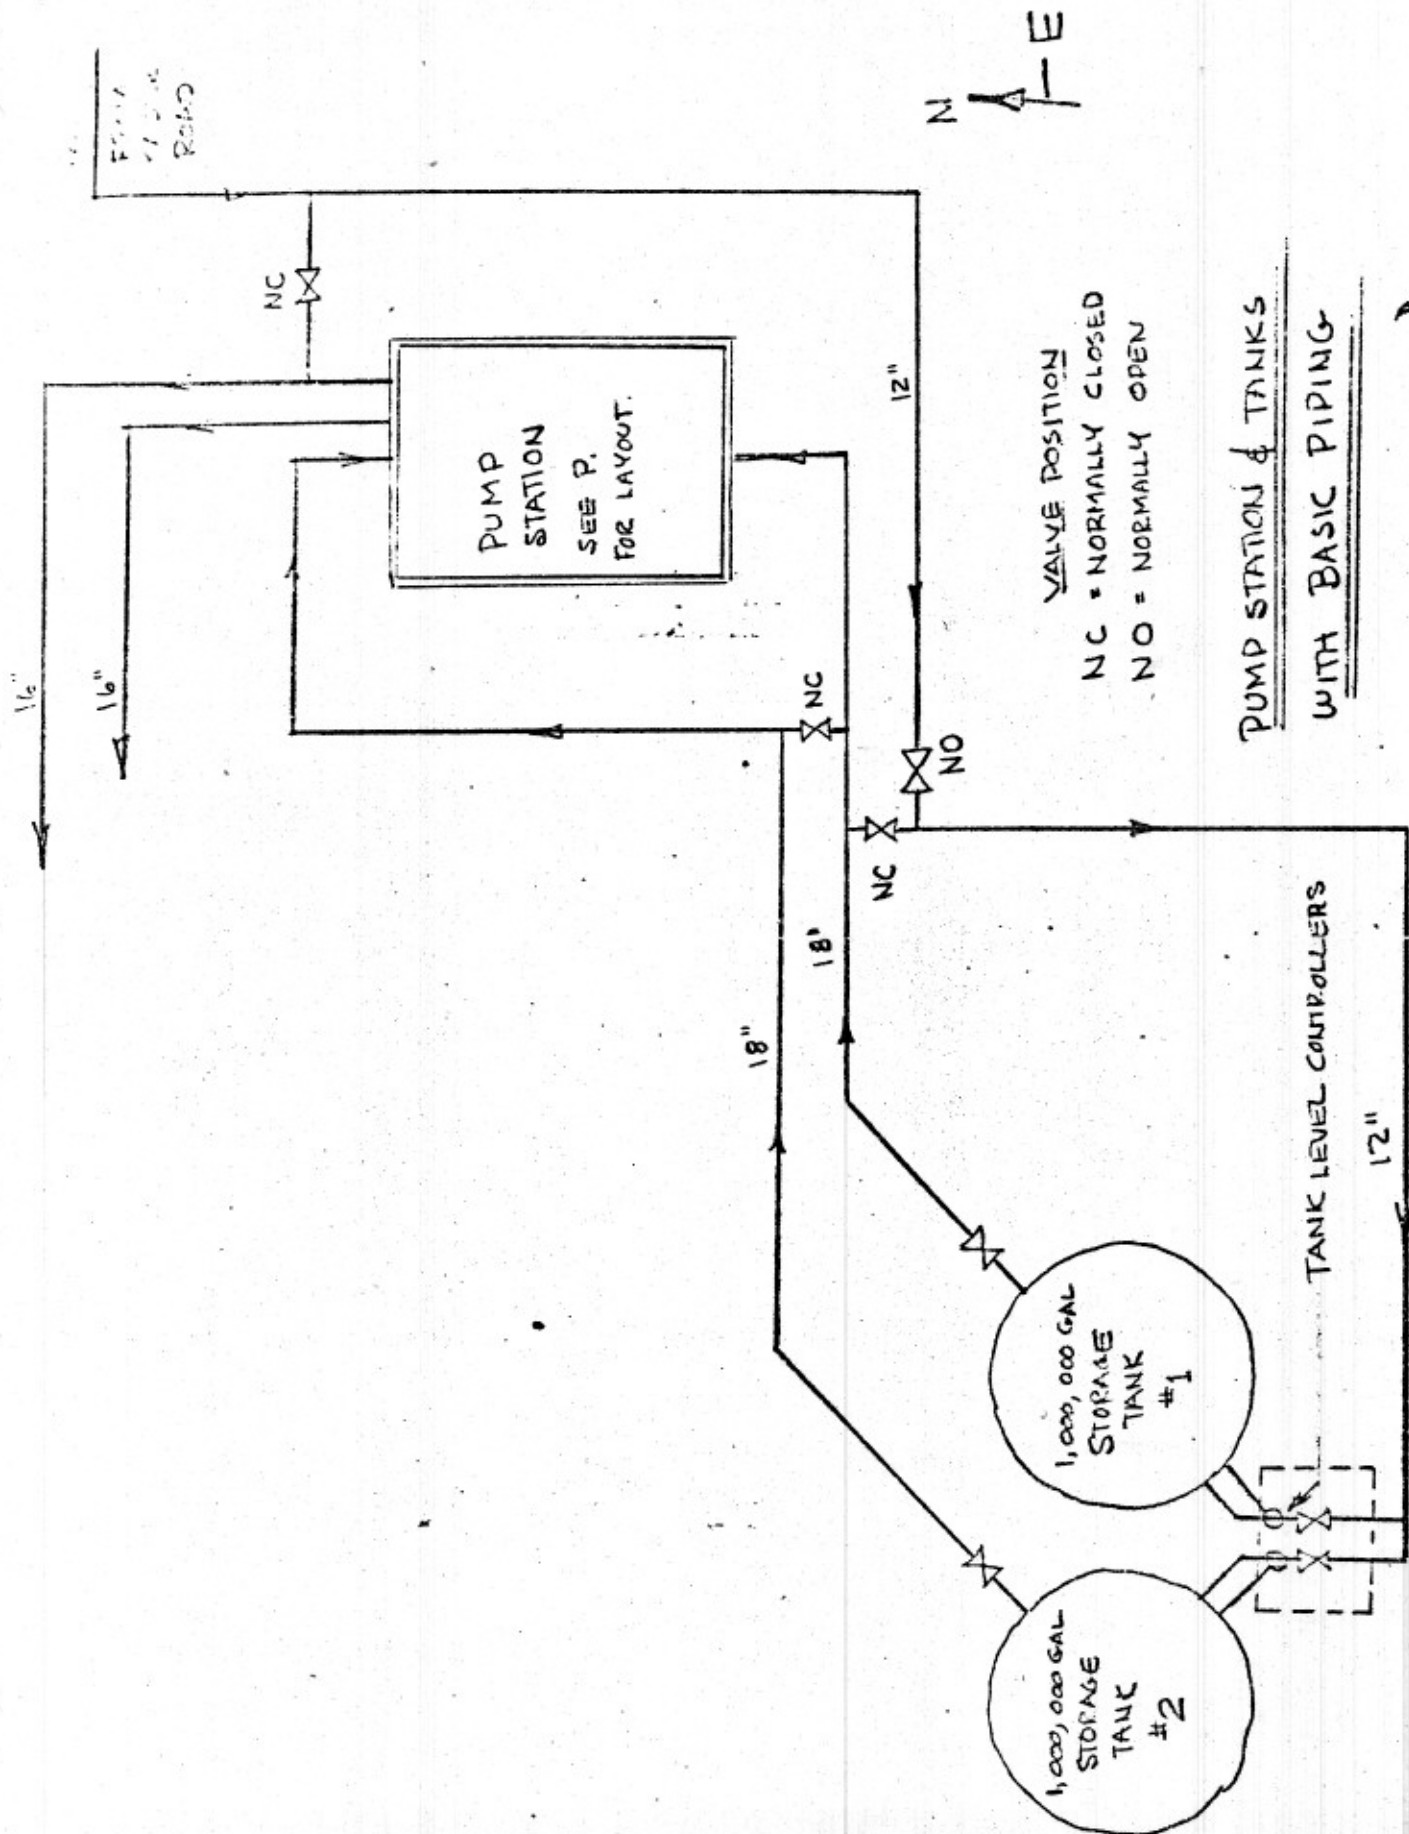 16"
16"
ROAD
NC
PUMP
STATION
SEE P.
FOR LAYOUT.
N
E
12"
NC
NO
NC
18"
18"
VALVE POSITION
NC = NORMALLY CLOSED
NO = NORMALLY OPEN
PUMP STATION & TANKS
WITH BASIC PIPING
1,000,000 GAL
STORAGE
TANK
#1
1,000,000 GAL
STORAGE
TANK
#2
TANK LEVEL CONTROLLERS
12"